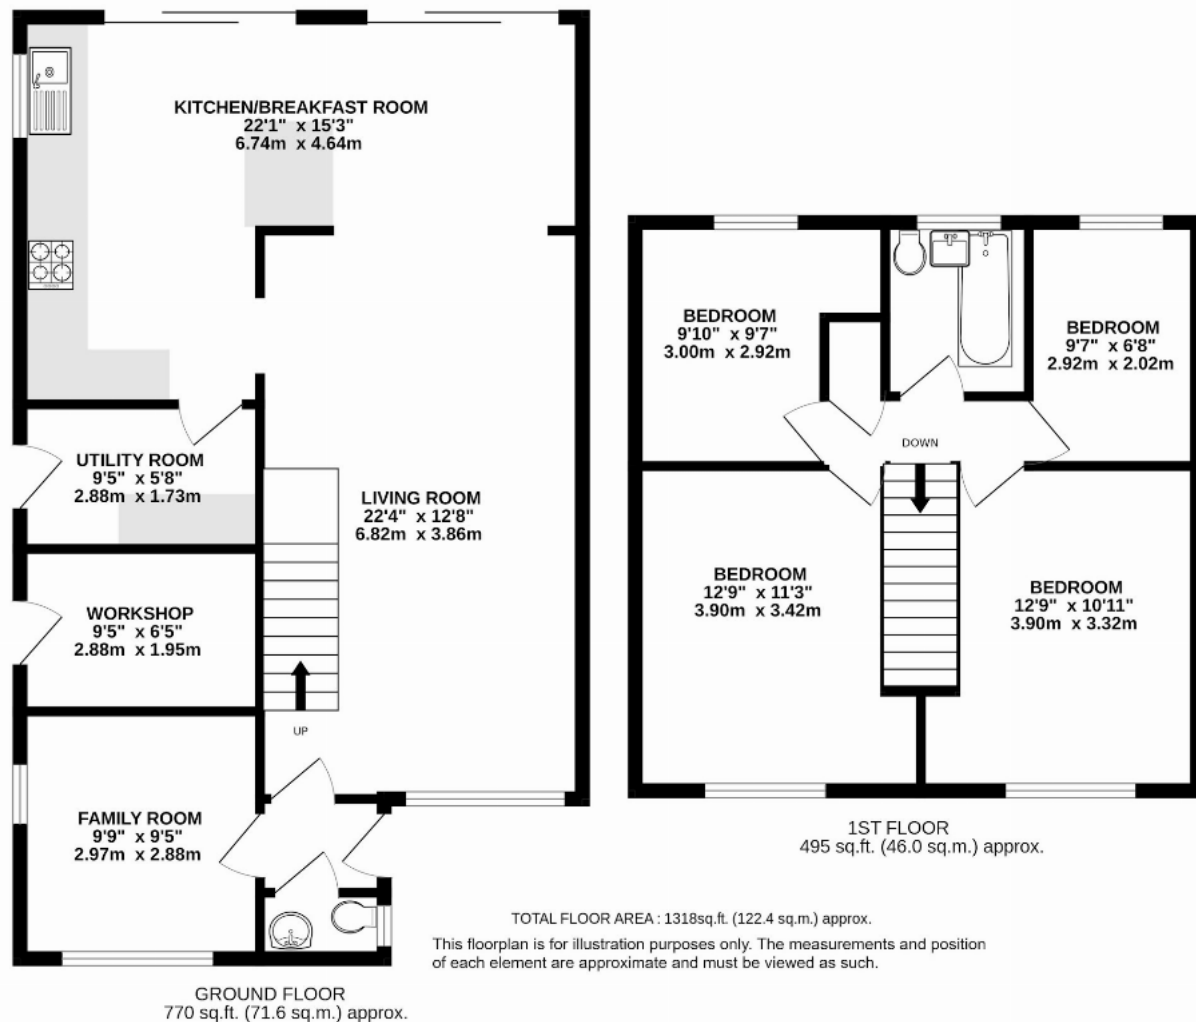 KITCHEN/BREAKFAST ROOM
22'1" x 15'3"
6.74m x 4.64m
UTILITY ROOM
9'5" x 5'8"
2.88m x 1.73m
LIVING ROOM
22'4" x 12'8"
6.82m x 3.86m
WORKSHOP
9'5" x 6'5"
2.88m x 1.95m
UP
FAMILY ROOM
9'9" x 9'5"
2.97m x 2.88m
GROUND FLOOR
770 sq.ft. (71.6 sq.m.) approx.
BEDROOM
9'10" x 9'7"
3.00m x 2.92m
BEDROOM
9'7" x 6'8"
2.92m x 2.02m
DOWN
BEDROOM
12'9" x 11'3"
3.90m x 3.42m
BEDROOM
12'9" x 10'11"
3.90m x 3.32m
1ST FLOOR
495 sq.ft. (46.0 sq.m.) approx.
TOTAL FLOOR AREA : 1318sq.ft. (122.4 sq.m.) approx.
This floorplan is for illustration purposes only. The measurements and position
of each element are approximate and must be viewed as such.